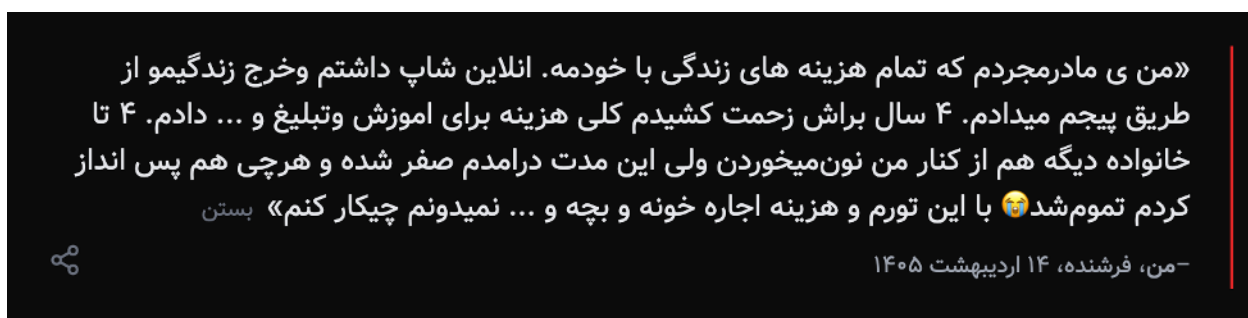 «من ی مادرمجردم که تمام هزینه های زندگی با خودمه. انلاین شاپ داشتم وخرج زندگیمو از
طریق پیجم میدادم. ۴ سال براش زحمت کشیدم کلی هزینه برای اموزش وتبلیغ و ... دادم. ۴ تا
خانواده دیگه هم از کنار من نون‌میخوردن ولی این مدت درامدم صفر شده و هرچی هم پس انداز
کردم تموم‌شد😭 با این تورم و هزینه اجاره خونه و بچه و ... نمیدونم چیکار کنم» بستن
–من، فرشنده، ۱۴ اردیبهشت ۱۴۰۵